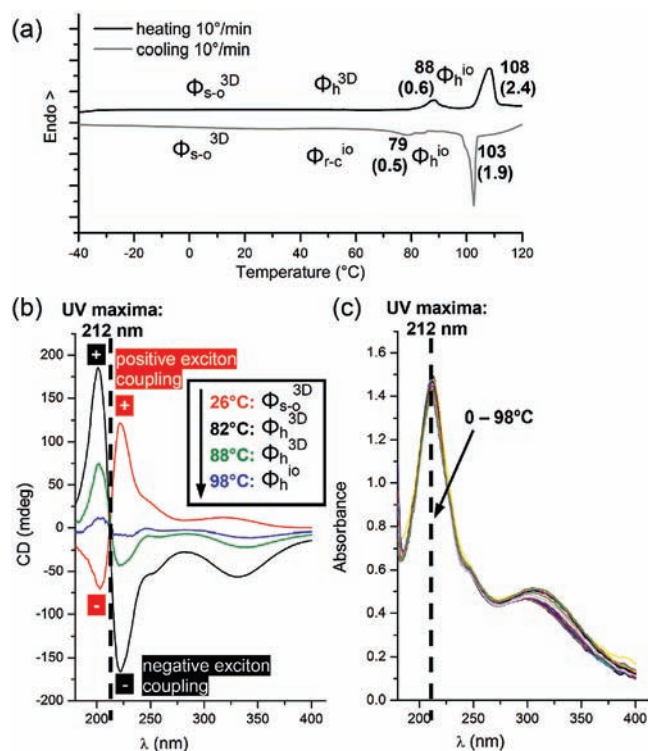 (a)
heating 10°/min
cooling 10°/min
Endo >
Φs-o3D
Φh3D
88
(0.6)
Φhio
108
(2.4)
Φs-o3D
Φr-cio
79
(0.5)
Φhio
103
(1.9)
-40 -20 0 20 40 60 80 100 120
Temperature (°C)
(b)
UV maxima:
212 nm
+
positive exciton
coupling
+
26°C: Φs-o3D
82°C: Φh3D
88°C: Φh3D
98°C: Φhio
-
-
negative exciton
coupling
CD (mdeg)
200
150
100
50
0
-50
-100
-150
-200
200 250 300 350 400
λ (nm)
(c)
UV maxima:
212 nm
0 – 98°C
Absorbance
1.6
1.4
1.2
1.0
0.8
0.6
0.4
0.2
0.0
200 250 300 350 400
λ (nm)